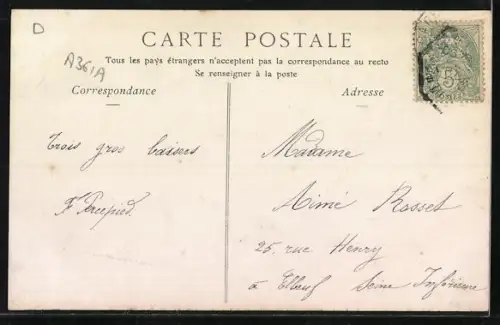 D
A361A
CARTE POSTALE
Tous les pays étrangers n'acceptent pas la correspondance au recto
Se renseigner à la poste
Correspondance
Adresse
Trois gros baisers
F.
Madame
Aimé Rosset
25 rue Henry
à Elbeuf Seine Inférieure
5